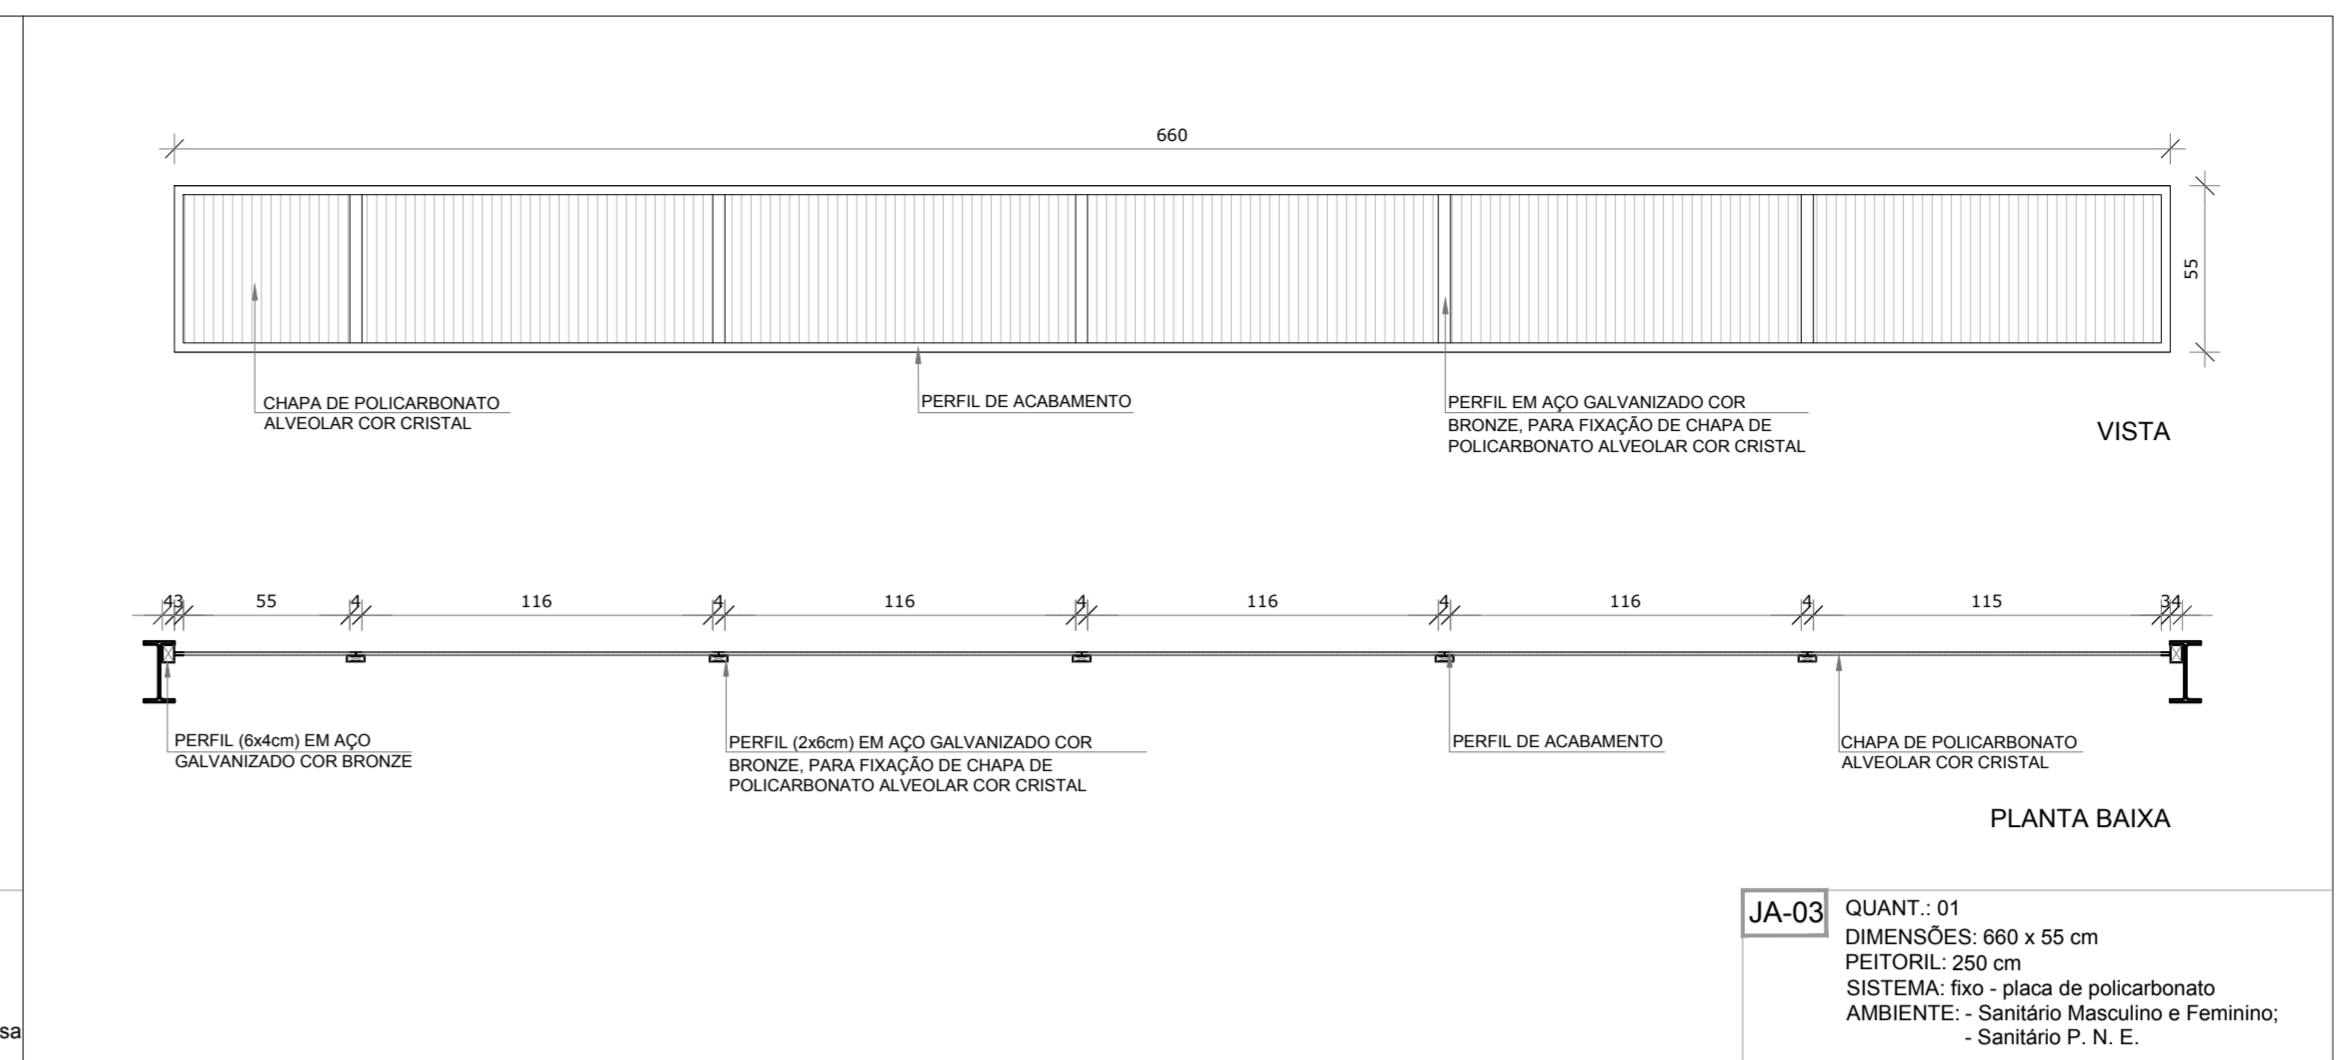 660
55
CHAPA DE POLICARBONATO
ALVEOLAR COR CRISTAL
PERFIL DE ACABAMENTO
PERFIL EM AÇO GALVANIZADO COR
BRONZE, PARA FIXAÇÃO DE CHAPA DE
POLICARBONATO ALVEOLAR COR CRISTAL
VISTA
4 3 55 4 116 4 116 4 116 4 116 4 115 3 4
PERFIL (6x4cm) EM AÇO
GALVANIZADO COR BRONZE
PERFIL (2x6cm) EM AÇO GALVANIZADO COR
BRONZE, PARA FIXAÇÃO DE CHAPA DE
POLICARBONATO ALVEOLAR COR CRISTAL
PERFIL DE ACABAMENTO
CHAPA DE POLICARBONATO
ALVEOLAR COR CRISTAL
PLANTA BAIXA
JA-03
QUANT.: 01
DIMENSÕES: 660 x 55 cm
PEITORIL: 250 cm
SISTEMA: fixo - placa de policarbonato
AMBIENTE: - Sanitário Masculino e Feminino;
- Sanitário P. N. E.
sa